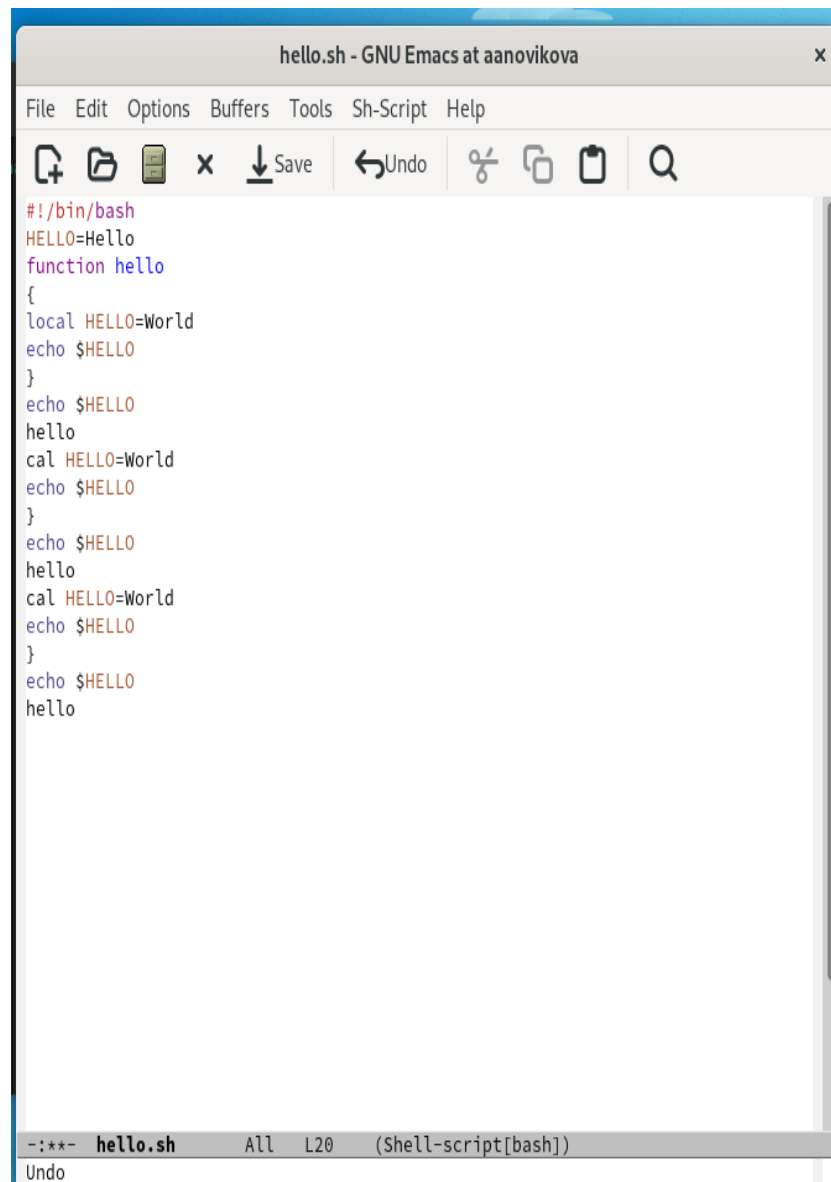 hello.sh - GNU Emacs at aanovikova
File Edit Options Buffers Tools Sh-Script Help
Save Undo
#!/bin/bash
HELLO=Hello
function hello
{
local HELLO=World
echo $HELLO
}
echo $HELLO
hello
cal HELLO=World
echo $HELLO
}
echo $HELLO
hello
cal HELLO=World
echo $HELLO
}
echo $HELLO
hello
-:**- hello.sh All L20 (Shell-script[bash])
Undo